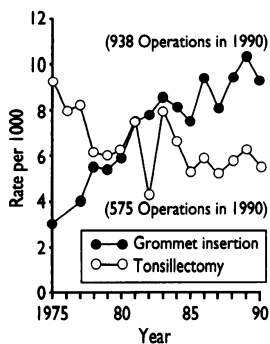 12
(938 Operations in 1990)
10
8
6
4
(575 Operations in 1990)
2
Grommet insertion
Tonsillectomy
0
1975 80 85 90
Year
Rate per 1000